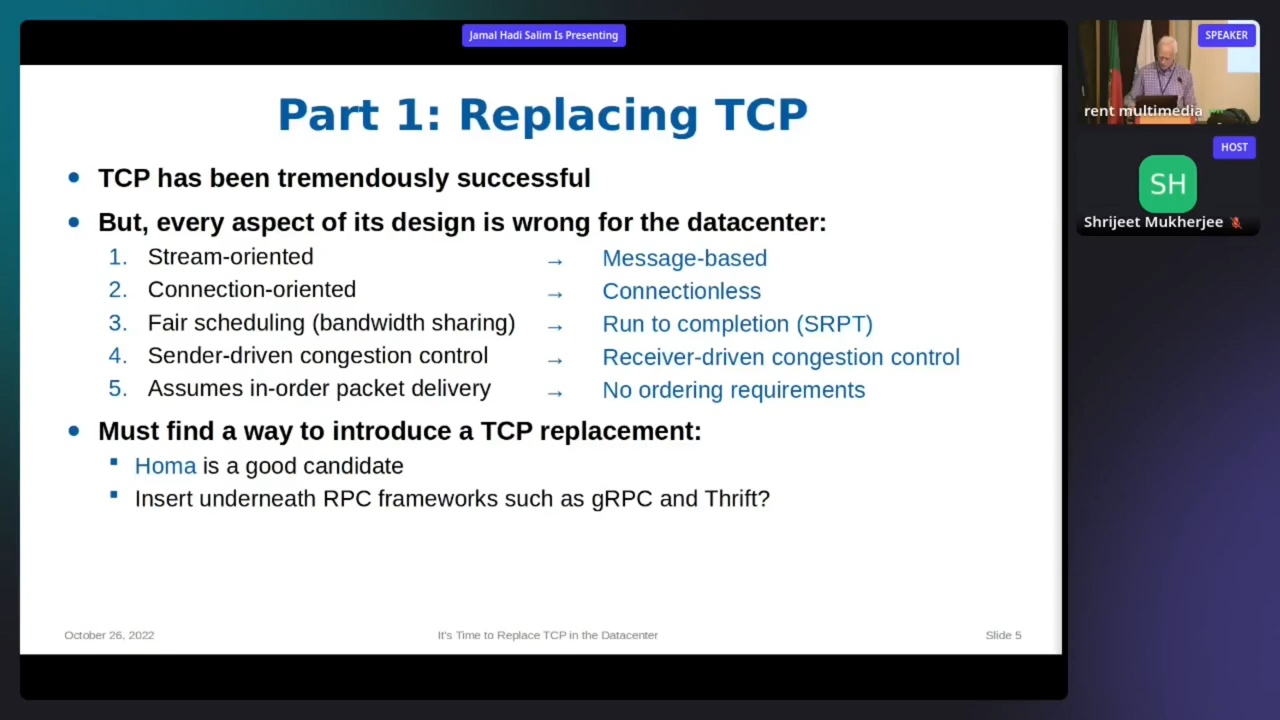 Jamal Hadi Salim Is Presenting
SPEAKER
rent multimedia
HOST
SH
Shrijeet Mukherjee
Part 1: Replacing TCP
• TCP has been tremendously successful
• But, every aspect of its design is wrong for the datacenter:
1. Stream-oriented → Message-based
2. Connection-oriented → Connectionless
3. Fair scheduling (bandwidth sharing) → Run to completion (SRPT)
4. Sender-driven congestion control → Receiver-driven congestion control
5. Assumes in-order packet delivery → No ordering requirements
• Must find a way to introduce a TCP replacement:
▪ Homa is a good candidate
▪ Insert underneath RPC frameworks such as gRPC and Thrift?
October 26, 2022
It's Time to Replace TCP in the Datacenter
Slide 5